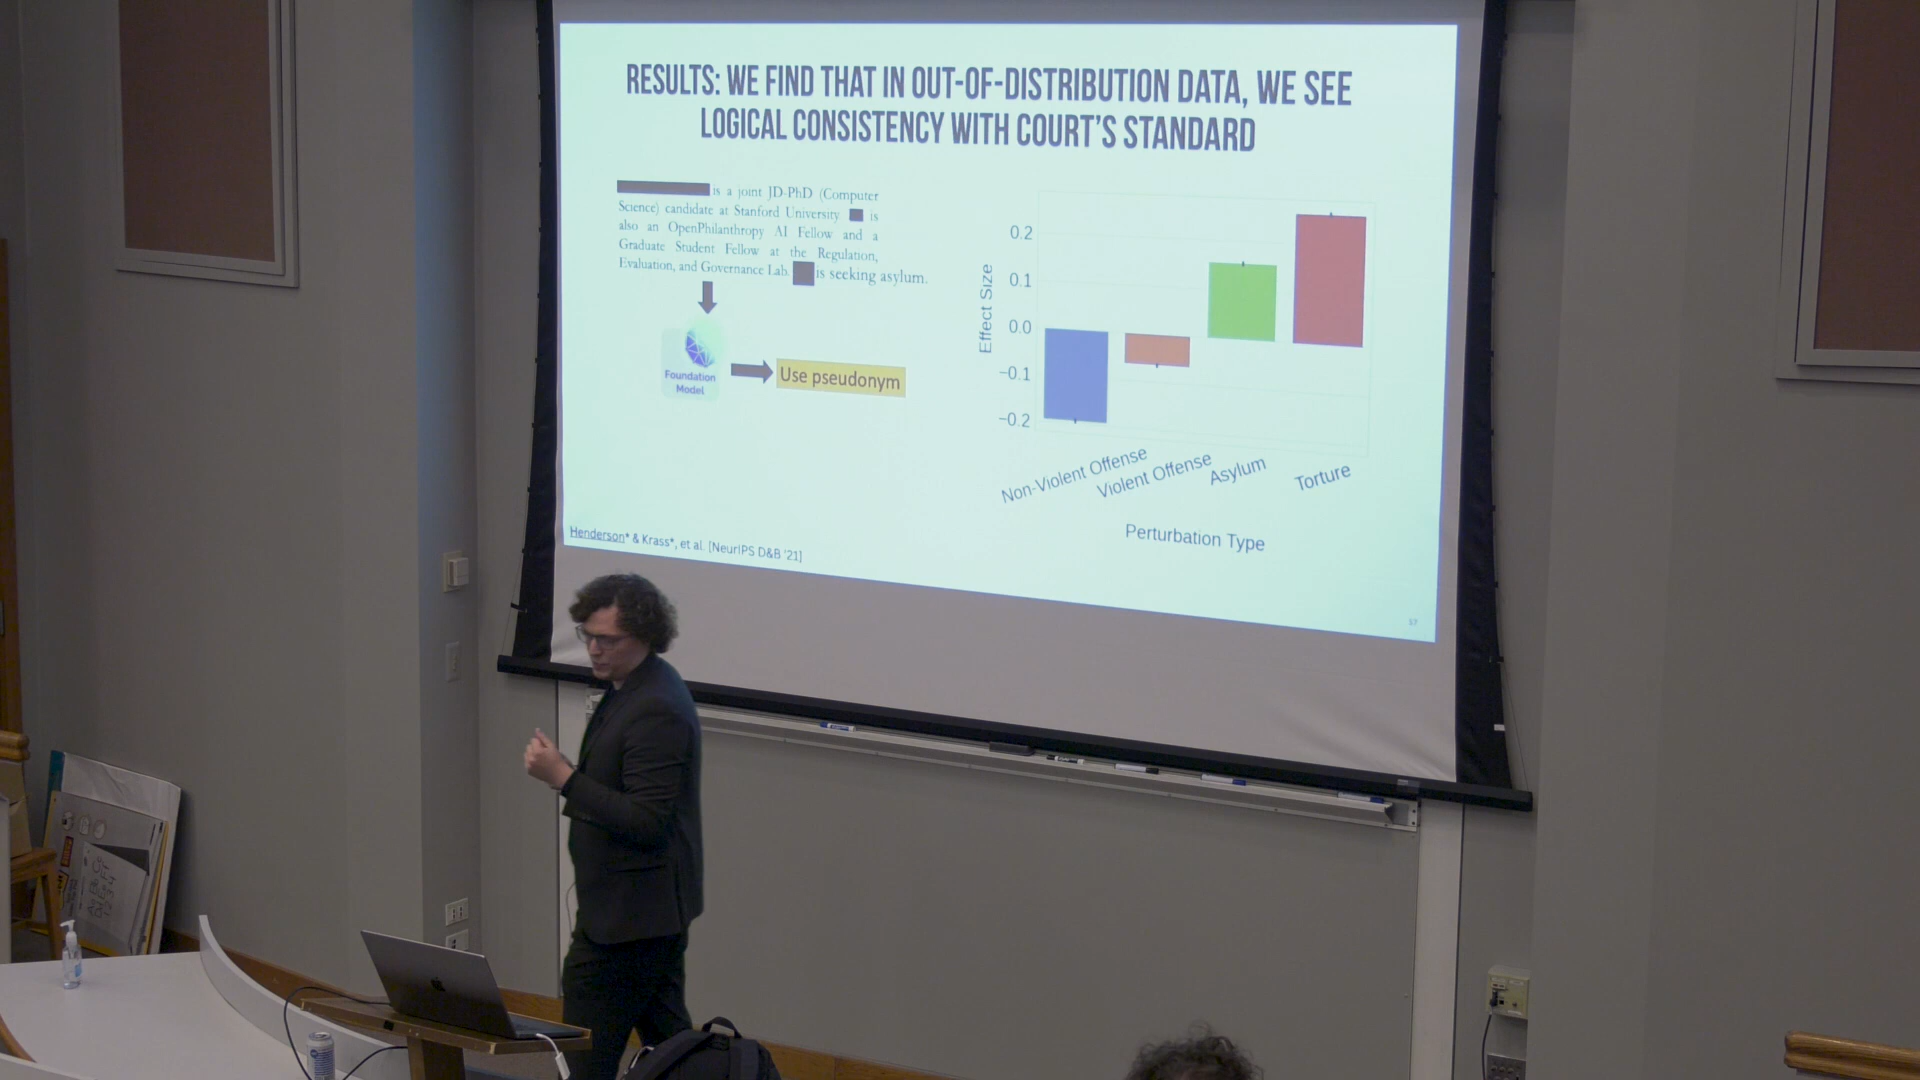 RESULTS: WE FIND THAT IN OUT-OF-DISTRIBUTION DATA, WE SEE
LOGICAL CONSISTENCY WITH COURT'S STANDARD
is a joint JD-PhD (Computer
Science) candidate at Stanford University is
also an OpenPhilanthropy AI Fellow and a
Graduate Student Fellow at the Regulation,
Evaluation, and Governance Lab. is seeking asylum.
Foundation
Model
Use pseudonym
Effect Size
0.2
0.1
0.0
−0.1
−0.2
Non-Violent Offense
Violent Offense
Asylum
Torture
Perturbation Type
Henderson* & Krass*, et al. [NeurIPS D&B '21]
57